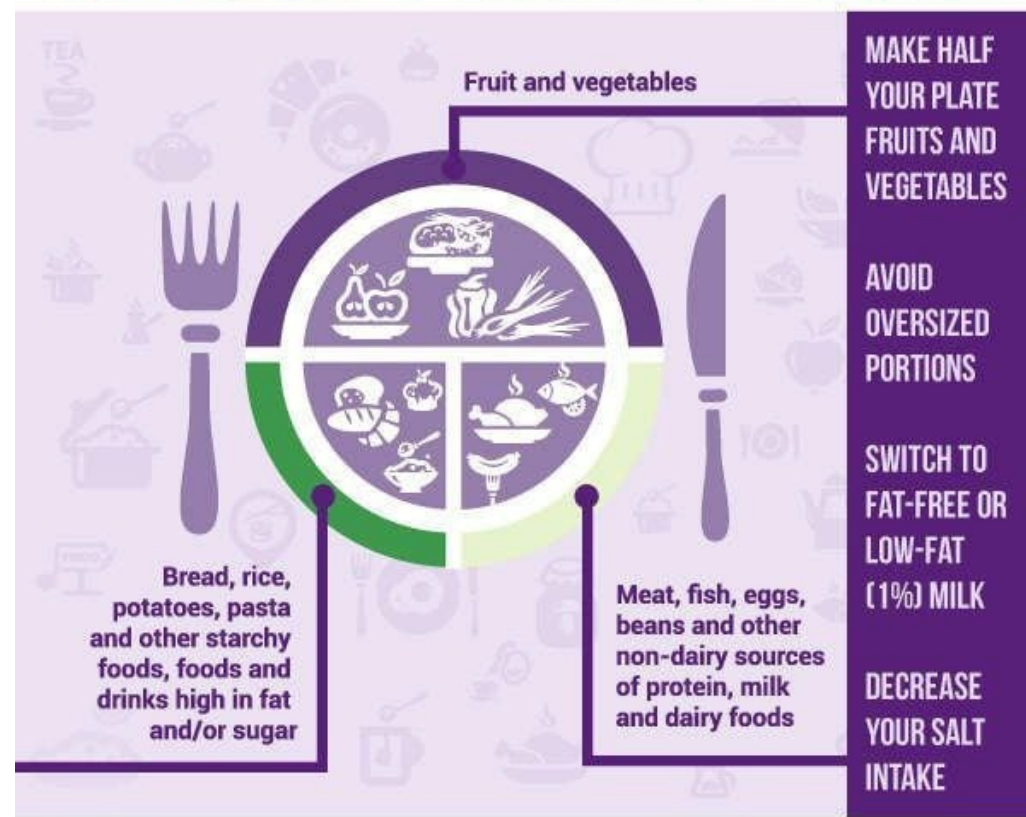 TEA
Fruit and vegetables
MAKE HALF
YOUR PLATE
FRUITS AND
VEGETABLES
AVOID
OVERSIZED
PORTIONS
SWITCH TO
FAT-FREE OR
LOW-FAT
(1%) MILK
DECREASE
YOUR SALT
INTAKE
Bread, rice,
potatoes, pasta
and other starchy
foods, foods and
drinks high in fat
and/or sugar
Meat, fish, eggs,
beans and other
non-dairy sources
of protein, milk
and dairy foods